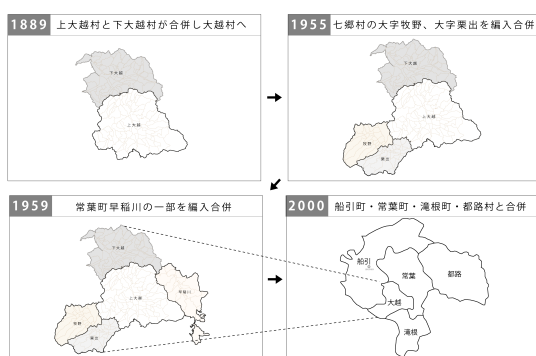 1889 上大越村と下大越村が合併し大越村へ
下大越
上大越
1955 七郷村の大字牧野、大字栗出を編入合併
下大越
上大越
牧野
栗出
1959 常葉町早稲川の一部を編入合併
下大越
上大越
早稲川
牧野
栗出
2000 船引町・常葉町・滝根町・都路村と合併
船引
常葉
都路
大越
滝根